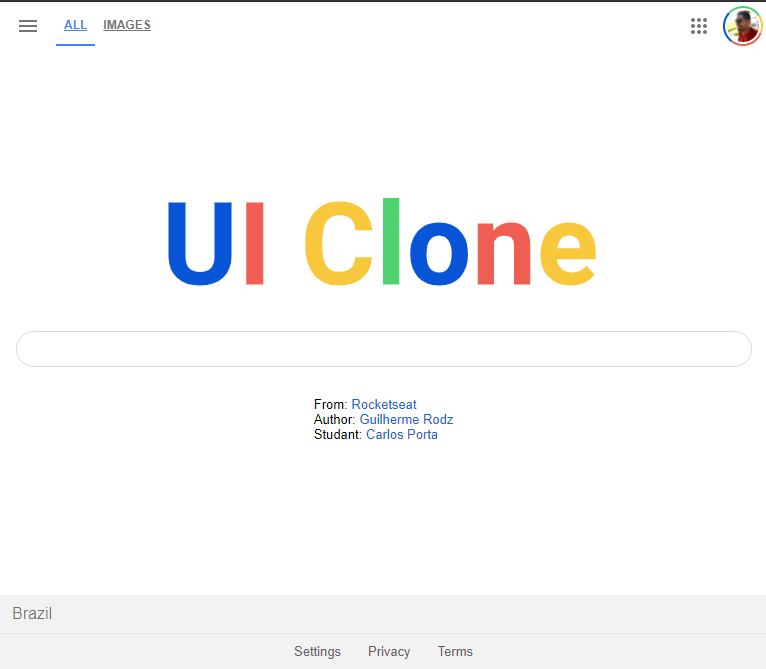 ALL IMAGES
UI Clone
From: Rocketseat
Author: Guilherme Rodz
Studant: Carlos Porta
Brazil
Settings Privacy Terms